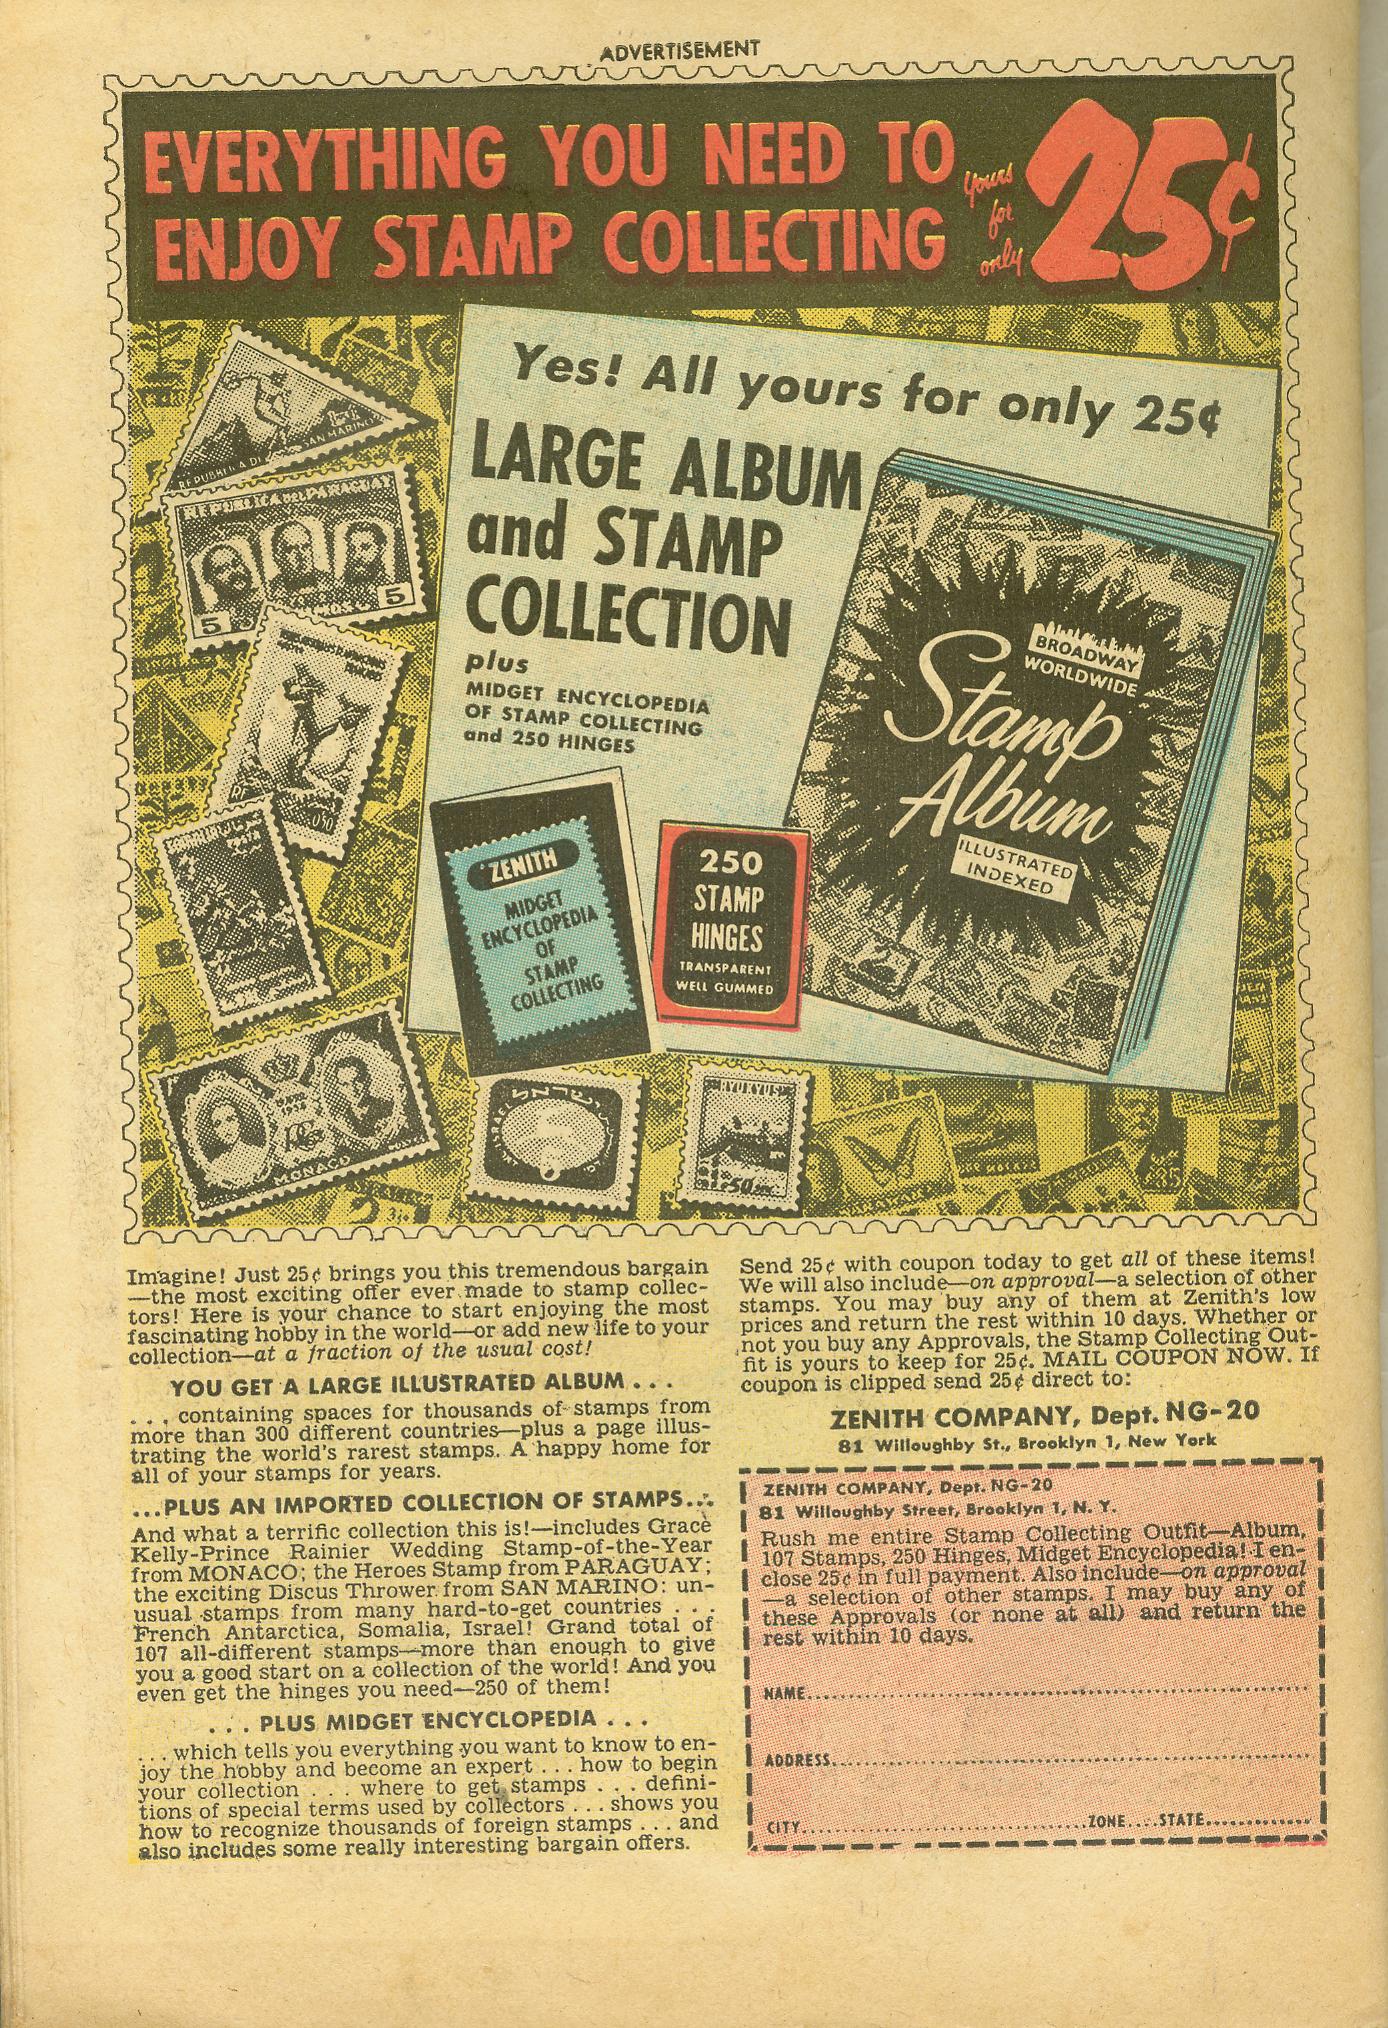 ADVERTISEMENT
EVERYTHING YOU NEED TO
ENJOY STAMP COLLECTING
Yours
for
only
25¢
Yes! All yours for only 25¢
LARGE ALBUM
and STAMP
COLLECTION
plus
MIDGET ENCYCLOPEDIA
OF STAMP COLLECTING
and 250 HINGES
BROADWAY
WORLDWIDE
Stamp
Album
ILLUSTRATED
INDEXED
ZENITH
MIDGET
ENCYCLOPEDIA
OF
STAMP
COLLECTING
250
STAMP
HINGES
TRANSPARENT
WELL GUMMED
REPUBBLICA DI SAN MARINO
REPUBLICA DEL PARAGUAY
5
5
MONACO
ISRAEL
RYUKYUS
50
Imagine! Just 25¢ brings you this tremendous bargain
—the most exciting offer ever made to stamp collec-
tors! Here is your chance to start enjoying the most
fascinating hobby in the world—or add new life to your
collection—at a fraction of the usual cost!
YOU GET A LARGE ILLUSTRATED ALBUM . . .
. . . containing spaces for thousands of stamps from
more than 300 different countries—plus a page illus-
trating the world's rarest stamps. A happy home for
all of your stamps for years.
...PLUS AN IMPORTED COLLECTION OF STAMPS...
And what a terrific collection this is!—includes Grace
Kelly-Prince Rainier Wedding Stamp-of-the-Year
from MONACO; the Heroes Stamp from PARAGUAY;
the exciting Discus Thrower from SAN MARINO: un-
usual stamps from many hard-to-get countries . . .
French Antarctica, Somalia, Israel! Grand total of
107 all-different stamps—more than enough to give
you a good start on a collection of the world! And you
even get the hinges you need—250 of them!
. . . PLUS MIDGET ENCYCLOPEDIA . . .
. . . which tells you everything you want to know to en-
joy the hobby and become an expert . . . how to begin
your collection . . . where to get stamps . . . defini-
tions of special terms used by collectors . . . shows you
how to recognize thousands of foreign stamps . . . and
also includes some really interesting bargain offers.
Send 25¢ with coupon today to get all of these items!
We will also include—on approval—a selection of other
stamps. You may buy any of them at Zenith's low
prices and return the rest within 10 days. Whether or
not you buy any Approvals, the Stamp Collecting Out-
fit is yours to keep for 25¢. MAIL COUPON NOW. If
coupon is clipped send 25¢ direct to:
ZENITH COMPANY, Dept. NG-20
81 Willoughby St., Brooklyn 1, New York
ZENITH COMPANY, Dept. NG-20
81 Willoughby Street, Brooklyn 1, N. Y.
Rush me entire Stamp Collecting Outfit—Album,
107 Stamps, 250 Hinges, Midget Encyclopedia! I en-
close 25¢ in full payment. Also include—on approval
—a selection of other stamps. I may buy any of
these Approvals (or none at all) and return the
rest within 10 days.
NAME
ADDRESS
CITY ZONE STATE